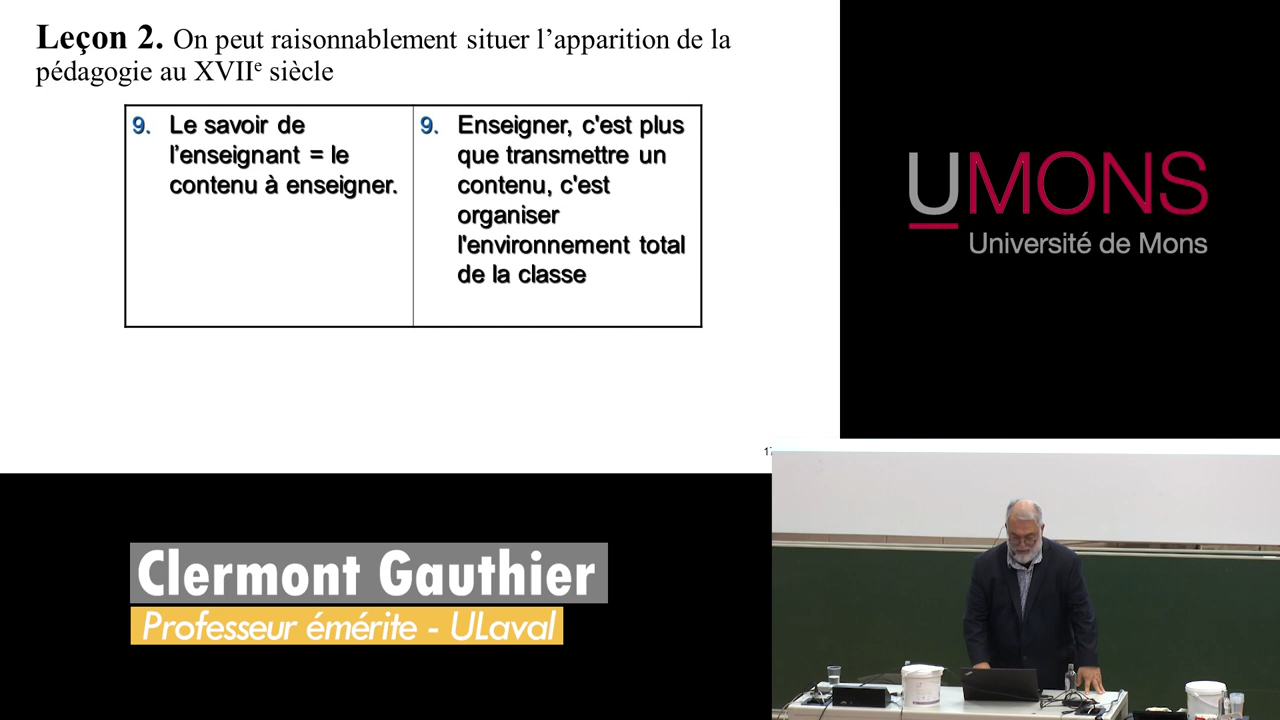 Leçon 2. On peut raisonnablement situer l’apparition de la
pédagogie au XVIIe siècle
9. Le savoir de
l’enseignant = le
contenu à enseigner.
9. Enseigner, c'est plus
que transmettre un
contenu, c'est
organiser
l'environnement total
de la classe
UMONS
Université de Mons
Clermont Gauthier
Professeur émérite - ULaval